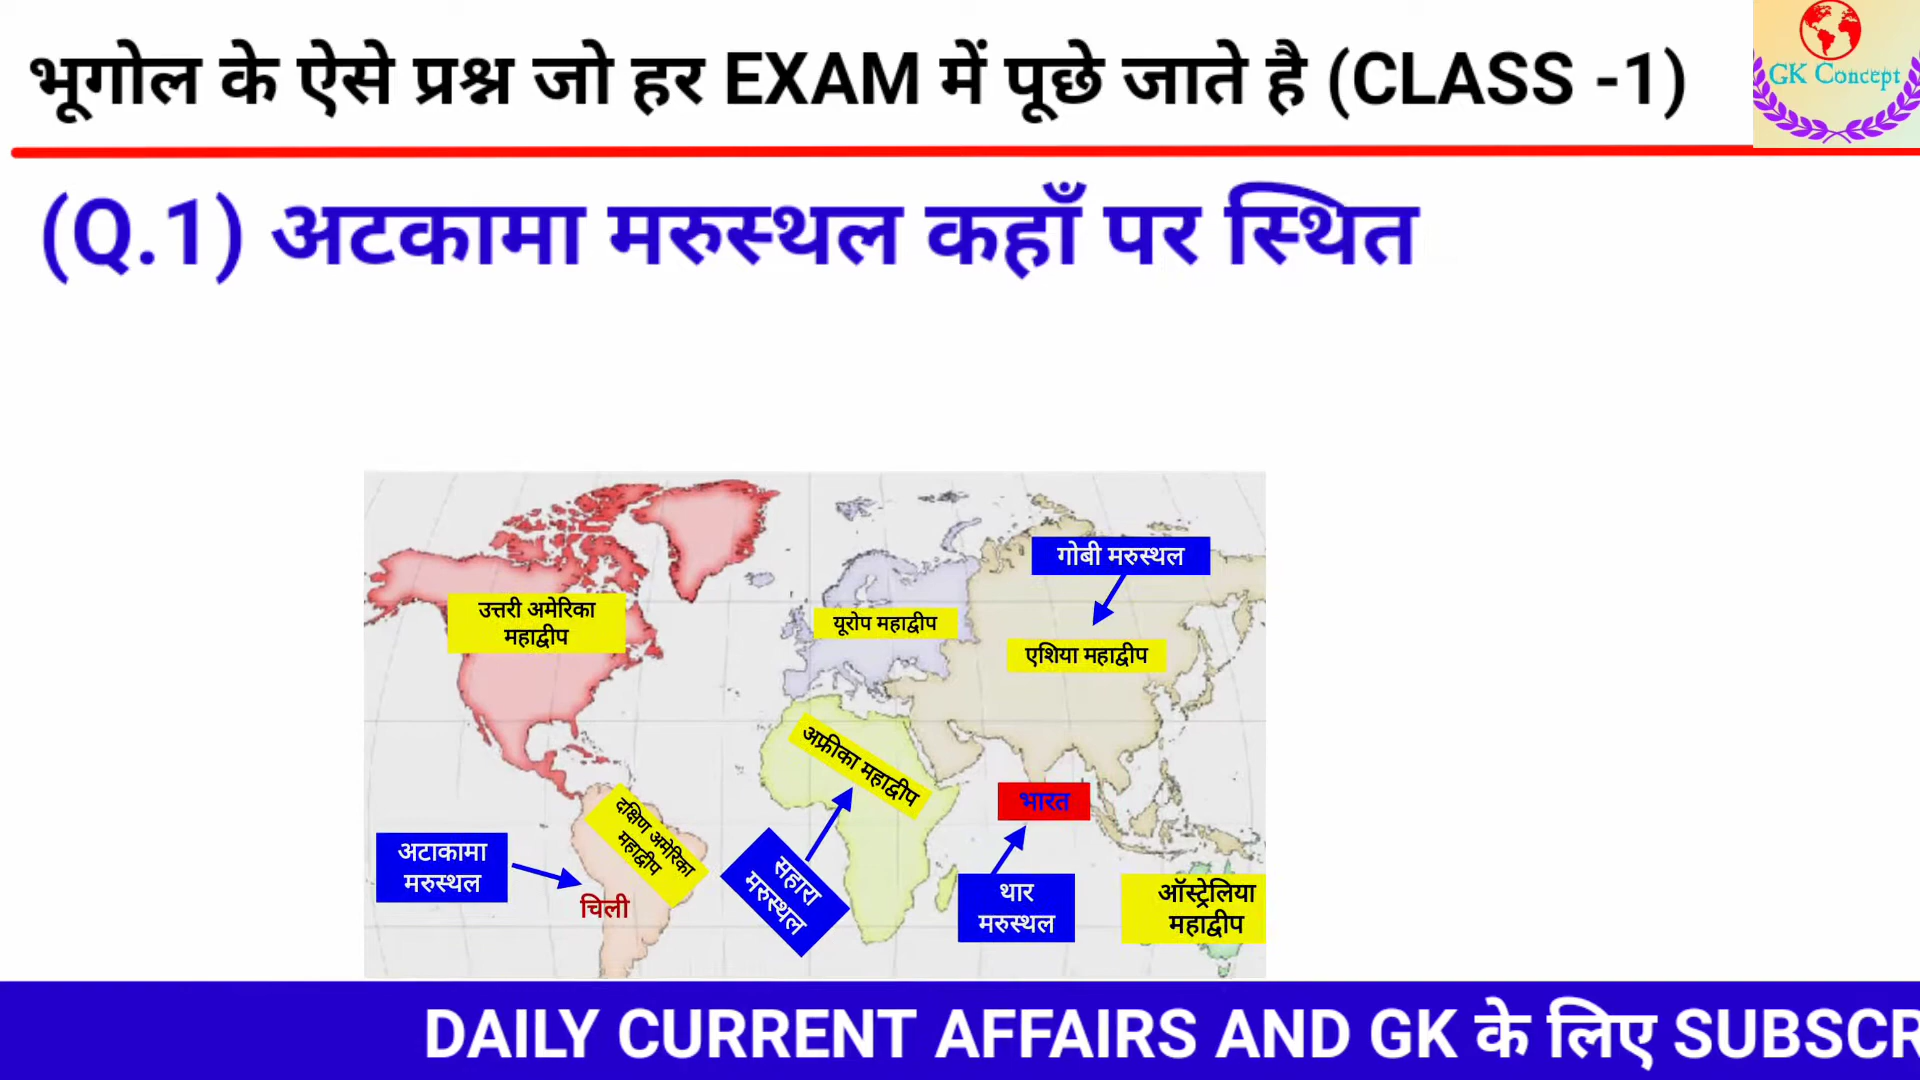 भूगोल के ऐसे प्रश्न जो हर EXAM में पूछे जाते है (CLASS -1)
GK Concept
(Q.1) अटकामा मरुस्थल कहाँ पर स्थित
गोबी मरुस्थल
उत्तरी अमेरिका
महाद्वीप
यूरोप महाद्वीप
एशिया महाद्वीप
अफ्रीका महाद्वीप
भारत
दक्षिण अमेरिका
महाद्वीप
अटाकामा
मरुस्थल
चिली
सहारा
मरुस्थल
थार
मरुस्थल
ऑस्ट्रेलिया
महाद्वीप
DAILY CURRENT AFFAIRS AND GK के लिए SUBSCR